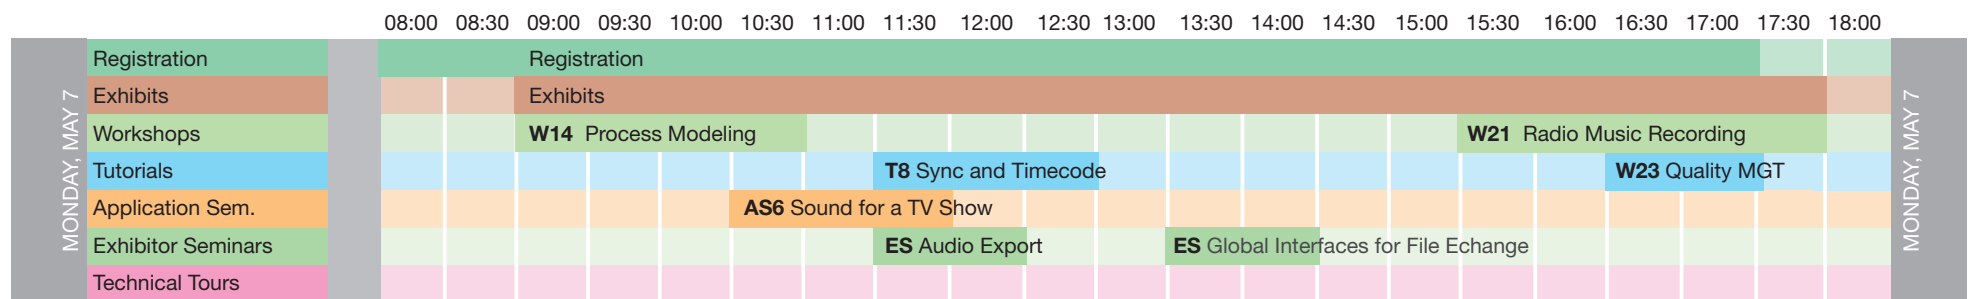 08:00 08:30 09:00 09:30 10:00 10:30 11:00 11:30 12:00 12:30 13:00 13:30 14:00 14:30 15:00 15:30 16:00 16:30 17:00 17:30 18:00
MONDAY, MAY 7
Registration Registration
Exhibits Exhibits
Workshops W14 Process Modeling W21 Radio Music Recording
Tutorials T8 Sync and Timecode W23 Quality MGT
Application Sem. AS6 Sound for a TV Show
Exhibitor Seminars ES Audio Export ES Global Interfaces for File Echange
Technical Tours
MONDAY, MAY 7